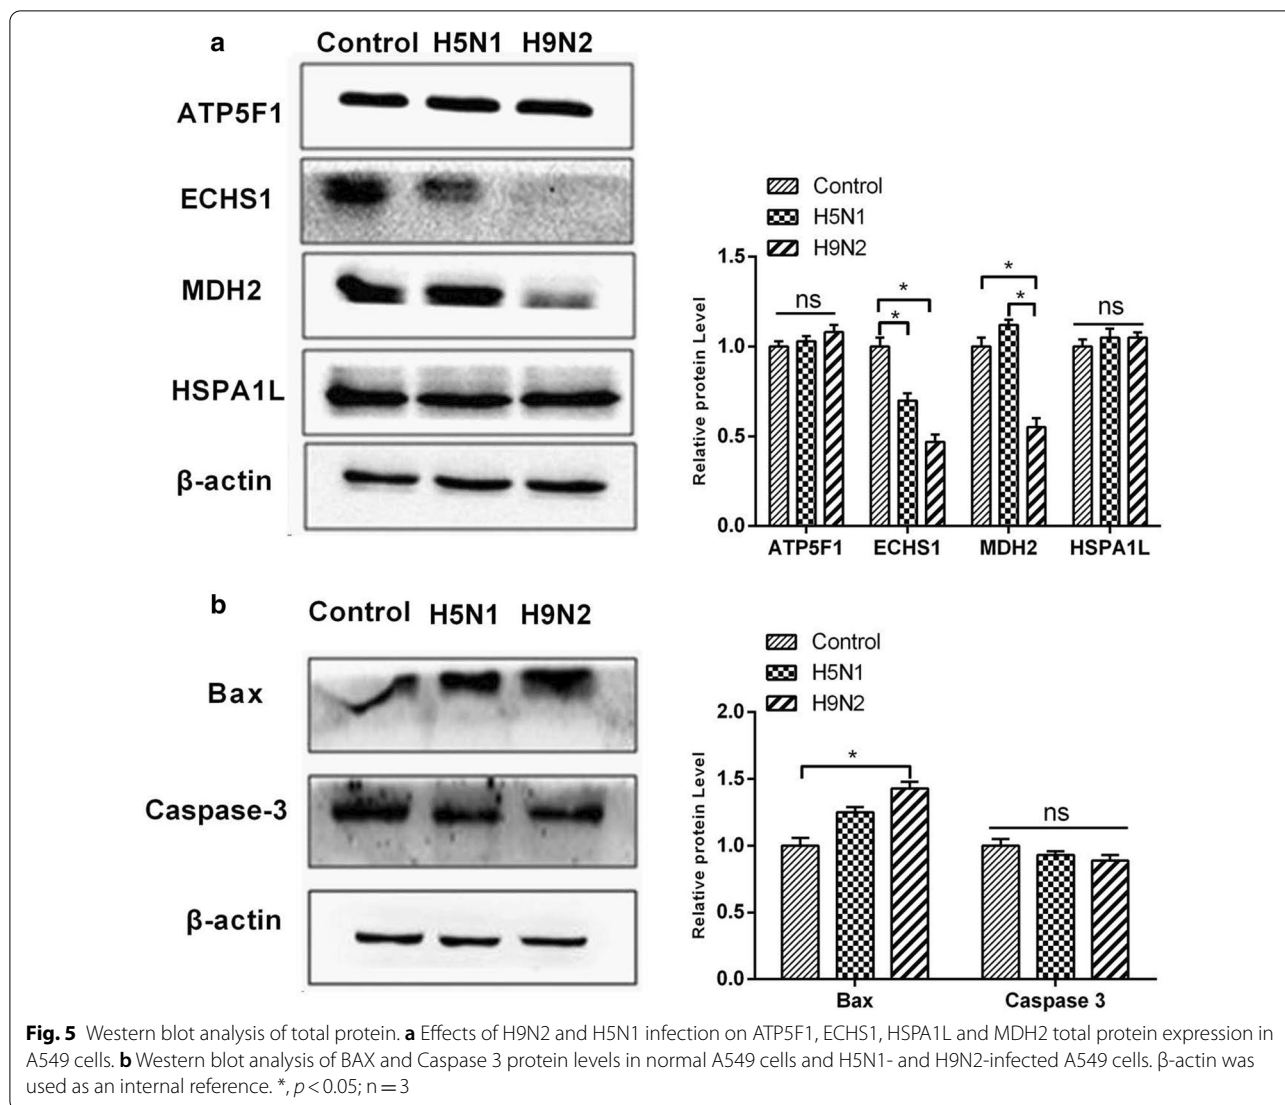 a
Control H5N1 H9N2
ATP5F1
ECHS1
MDH2
HSPA1L
β-actin
Control
H5N1
H9N2
Relative protein Level
1.5
1.0
0.5
0.0
ns
*
*
*
*
ns
ATP5F1 ECHS1 MDH2 HSPA1L
b
Control H5N1 H9N2
Bax
Caspase-3
β-actin
Control
H5N1
H9N2
Relative protein Level
2.0
1.5
1.0
0.5
0.0
*
ns
Bax Caspase 3
Fig. 5 Western blot analysis of total protein. a Effects of H9N2 and H5N1 infection on ATP5F1, ECHS1, HSPA1L and MDH2 total protein expression in
A549 cells. b Western blot analysis of BAX and Caspase 3 protein levels in normal A549 cells and H5N1- and H9N2-infected A549 cells. β-actin was
used as an internal reference. *, p < 0.05; n = 3